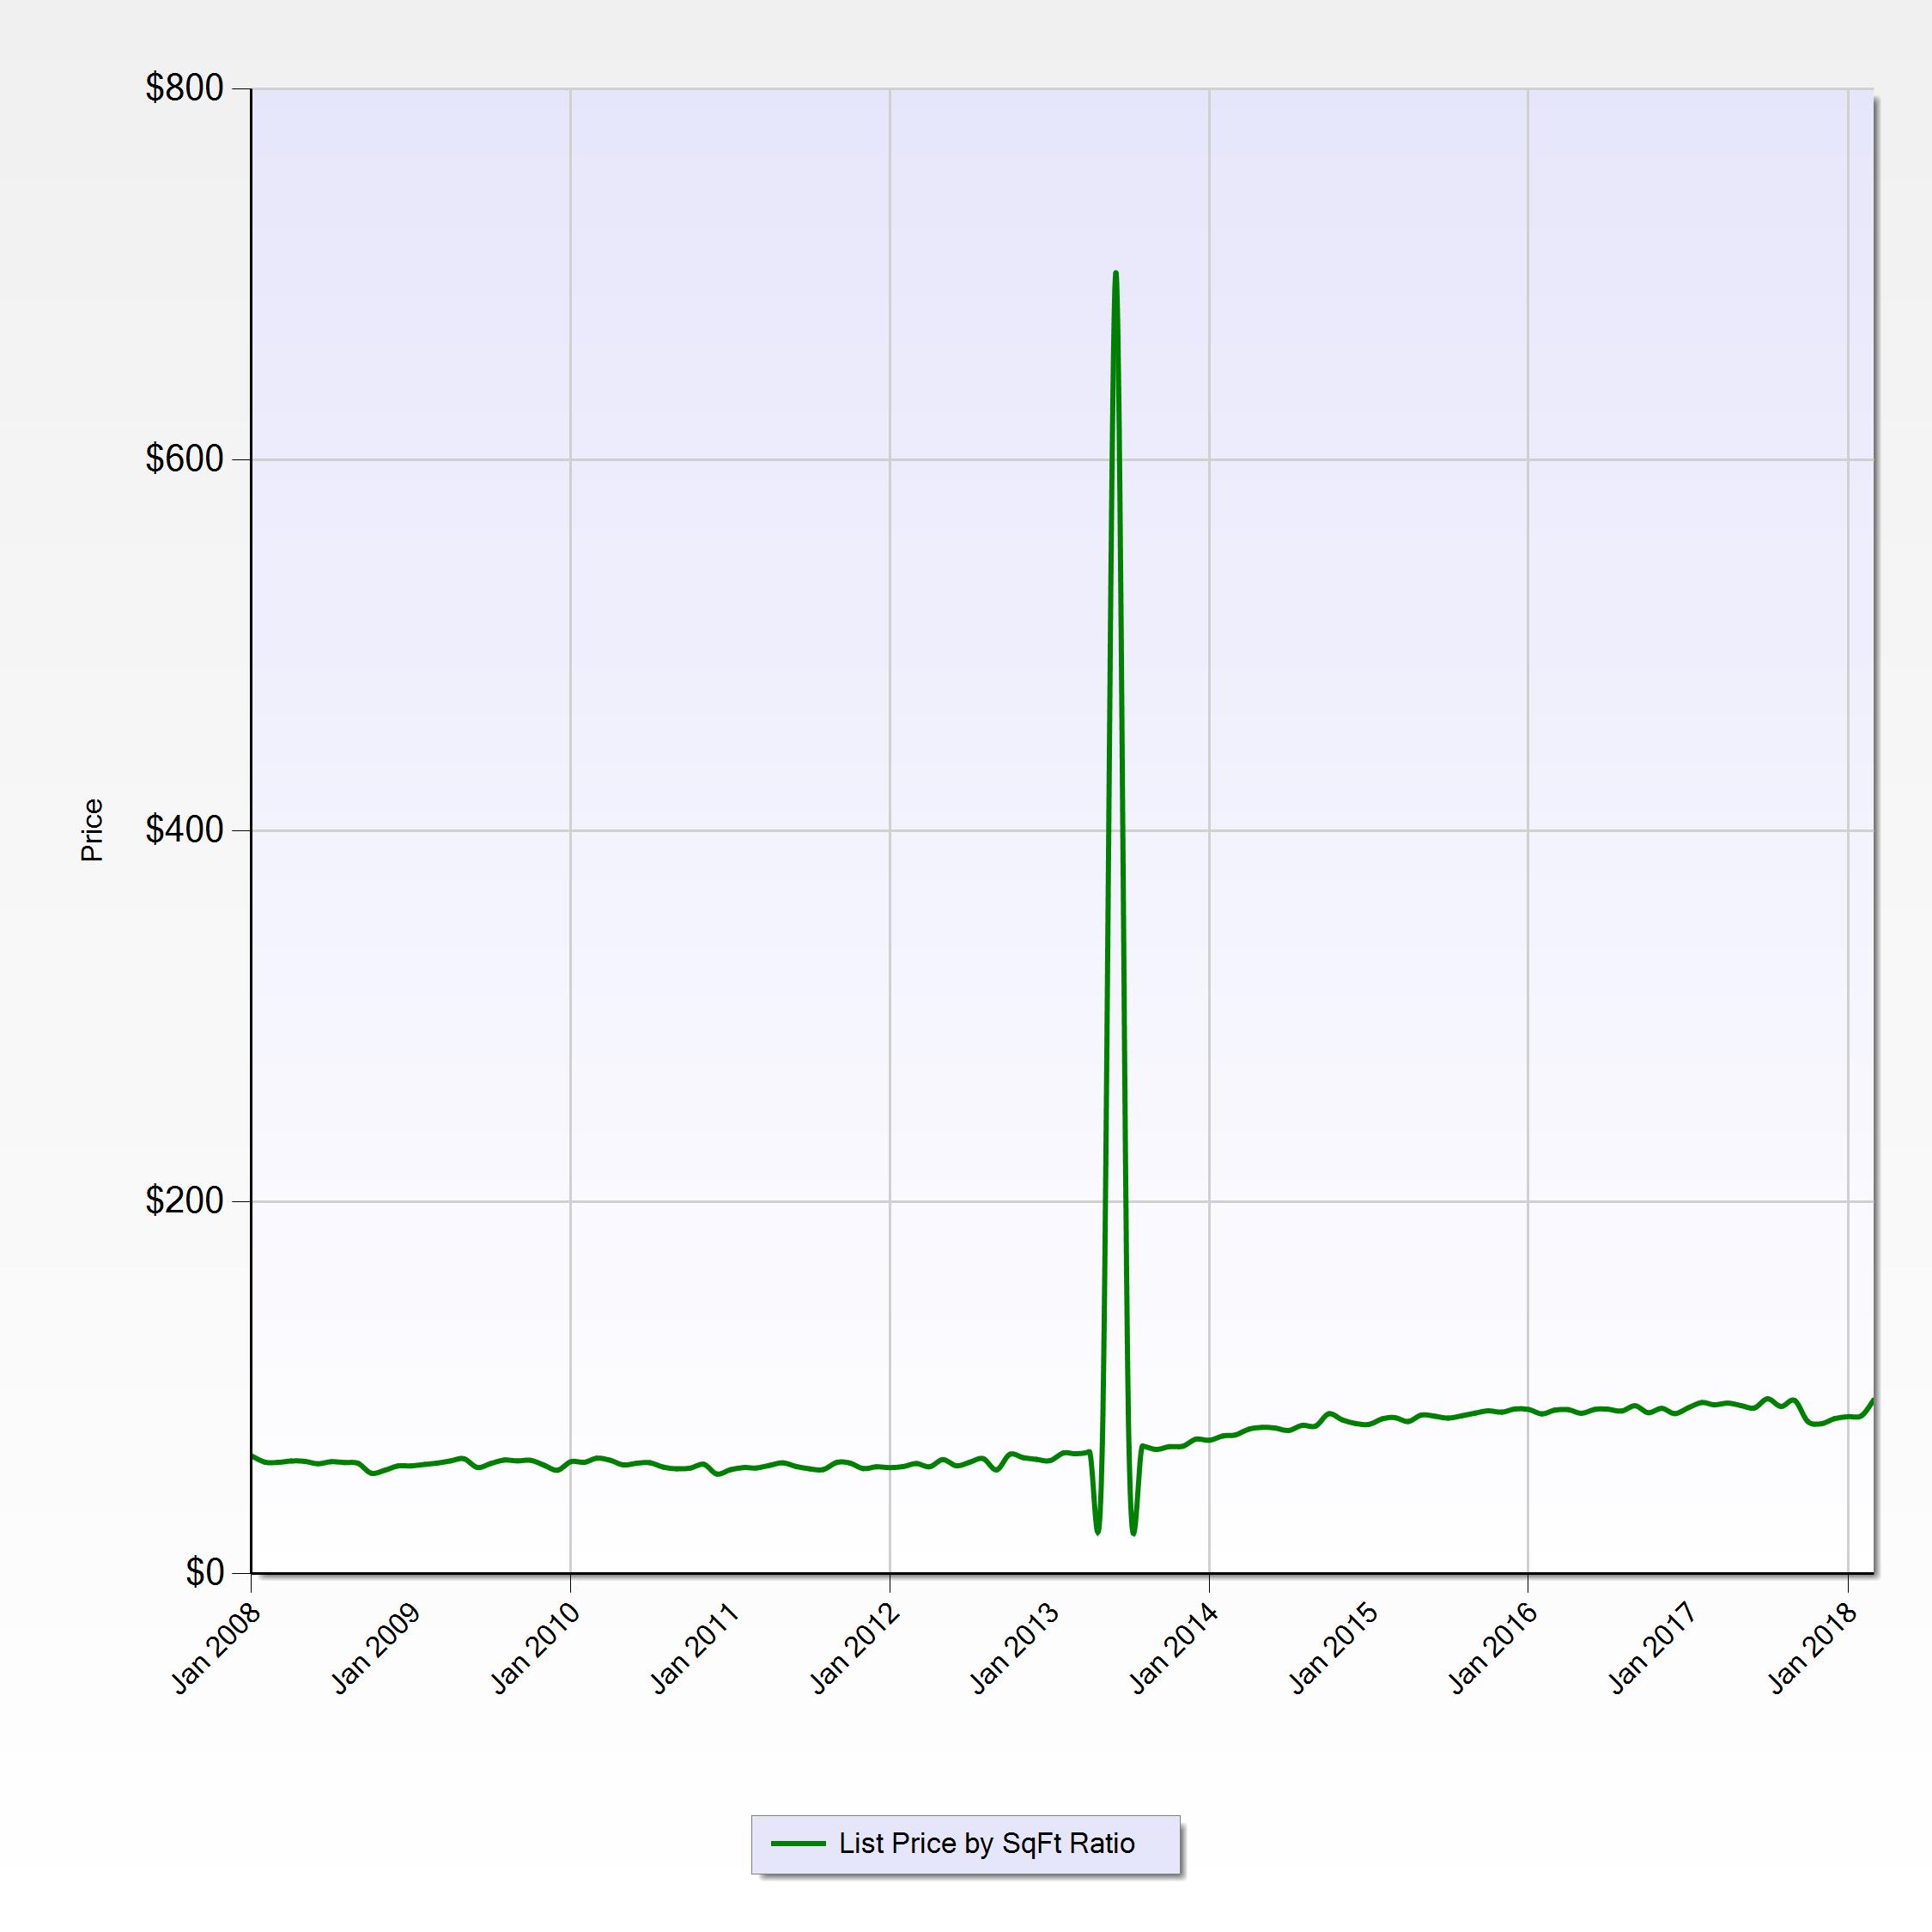 $800
$600
$400
$200
$0
Price
Jan 2008
Jan 2009
Jan 2010
Jan 2011
Jan 2012
Jan 2013
Jan 2014
Jan 2015
Jan 2016
Jan 2017
Jan 2018
List Price by SqFt Ratio